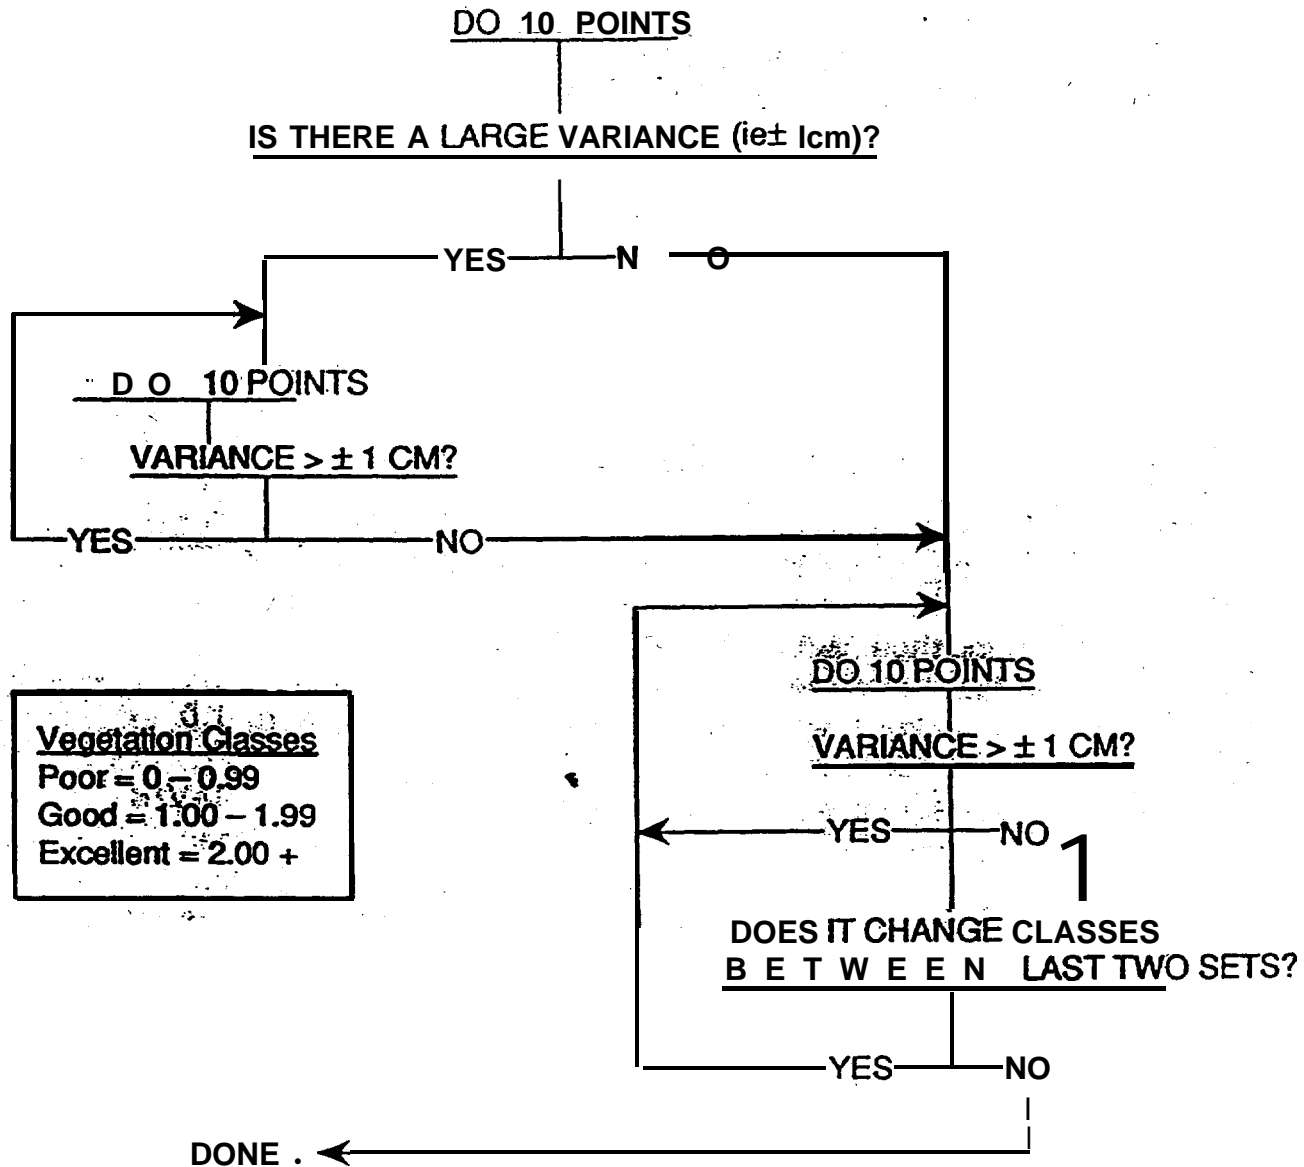 DO 10 POINTS
IS THERE A LARGE VARIANCE (ie± Icm)?
YES N O
D O 10 POINTS
VARIANCE > ± 1 CM?
YES NO
DO 10 POINTS
VARIANCE > ± 1 CM?
YES NO 1
DOES IT CHANGE CLASSES
B E T W E E N LAST TWO SETS?
YES NO
DONE .
Vegetation Classes
Poor = 0 – 0.99
Good = 1.00 – 1.99
Excellent = 2.00 +